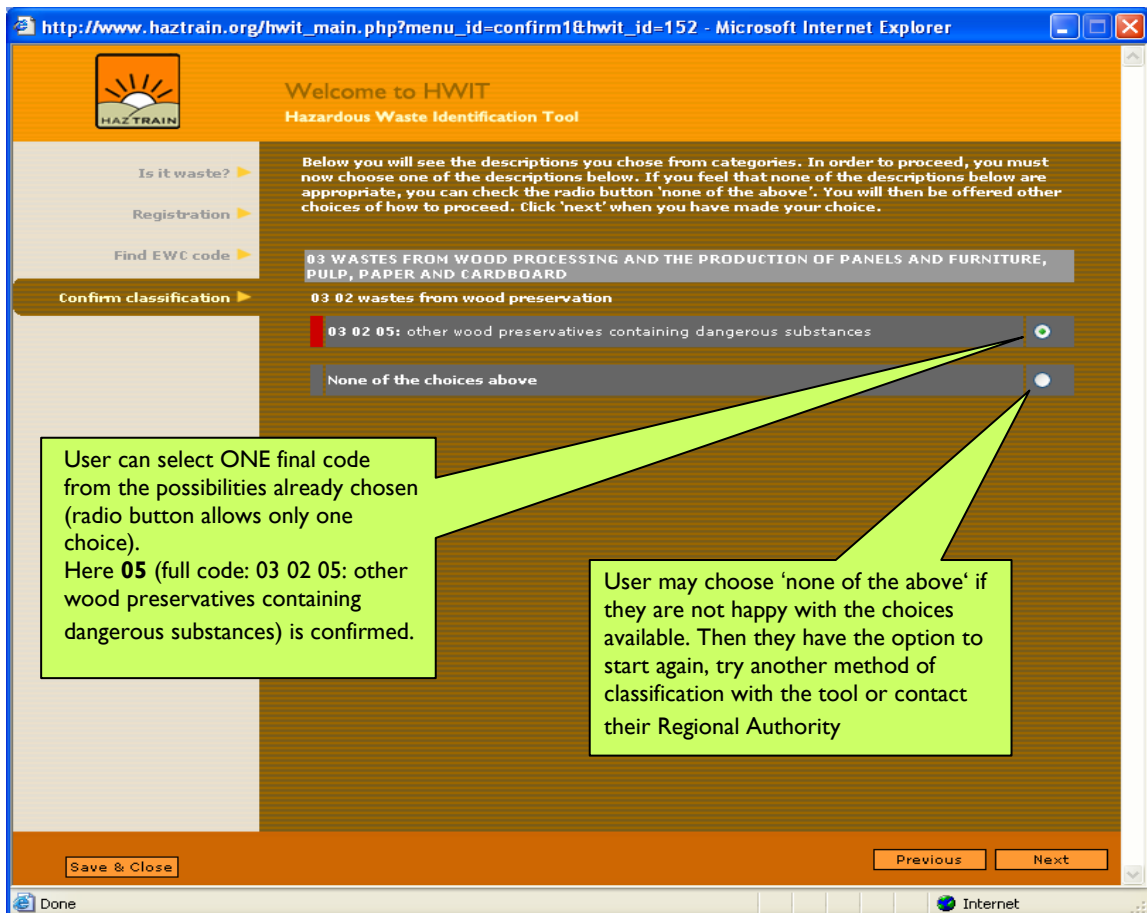 http://www.haztrain.org/hwit_main.php?menu_id=confirm1&hwit_id=152 - Microsoft Internet Explorer
HAZ TRAIN
Welcome to HWIT
Hazardous Waste Identification Tool
Is it waste?
Registration
Find EWC code
Confirm classification
Below you will see the descriptions you chose from categories. In order to proceed, you must
now choose one of the descriptions below. If you feel that none of the descriptions below are
appropriate, you can check the radio button 'none of the above'. You will then be offered other
choices of how to proceed. Click 'next' when you have made your choice.
03 WASTES FROM WOOD PROCESSING AND THE PRODUCTION OF PANELS AND FURNITURE,
PULP, PAPER AND CARDBOARD
03 02 wastes from wood preservation
03 02 05: other wood preservatives containing dangerous substances
None of the choices above
User can select ONE final code
from the possibilities already chosen
(radio button allows only one
choice).
Here 05 (full code: 03 02 05: other
wood preservatives containing
dangerous substances) is confirmed.
User may choose 'none of the above' if
they are not happy with the choices
available. Then they have the option to
start again, try another method of
classification with the tool or contact
their Regional Authority
Save & Close
Previous
Next
Done
Internet